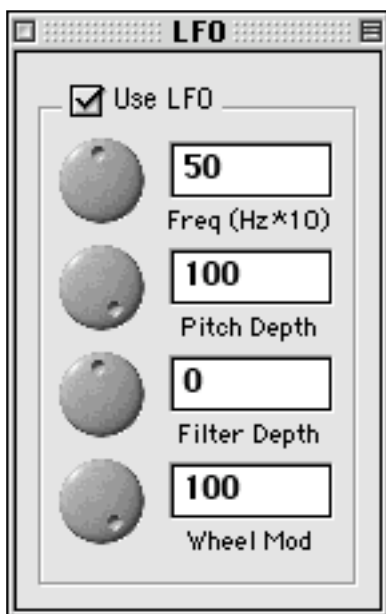 LFO
Use LFO
50
Freq (Hz*10)
100
Pitch Depth
0
Filter Depth
100
Wheel Mod